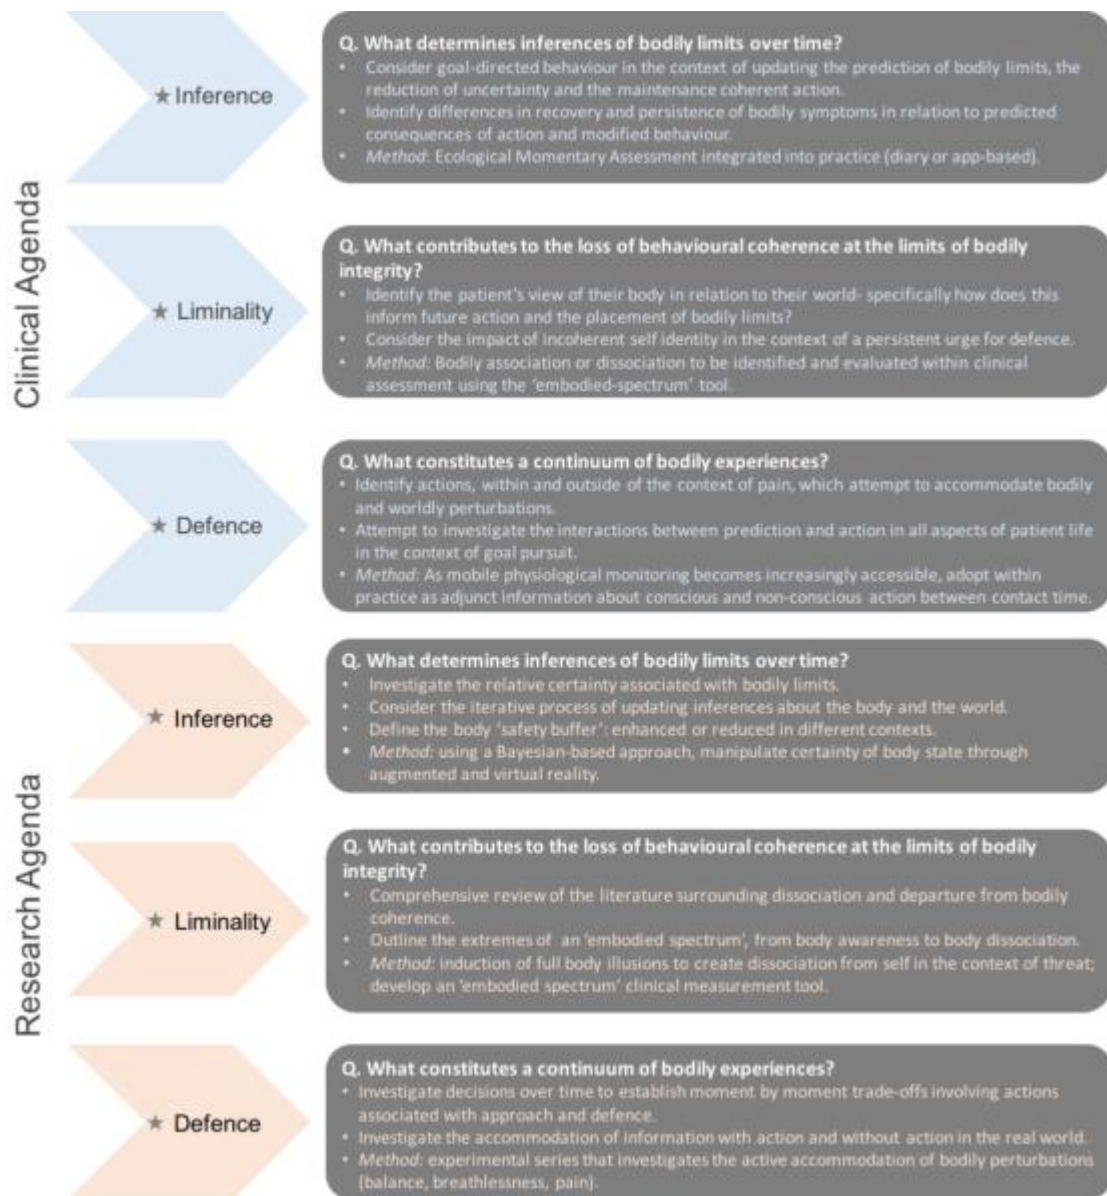 Clinical Agenda
★ Inference
Q. What determines inferences of bodily limits over time?
• Consider goal-directed behaviour in the context of updating the prediction of bodily limits, the
reduction of uncertainty and the maintenance coherent action.
• Identify differences in recovery and persistence of bodily symptoms in relation to predicted
consequences of action and modified behaviour.
• Method: Ecological Momentary Assessment integrated into practice (diary or app-based).
★ Liminality
Q. What contributes to the loss of behavioural coherence at the limits of bodily
integrity?
• Identify the patient's view of their body in relation to their world- specifically how does this
inform future action and the placement of bodily limits?
• Consider the impact of incoherent self identity in the context of a persistent urge for defence.
• Method: Bodily association or dissociation to be identified and evaluated within clinical
assessment using the 'embodied-spectrum' tool.
★ Defence
Q. What constitutes a continuum of bodily experiences?
• Identify actions, within and outside of the context of pain, which attempt to accommodate bodily
and worldly perturbations.
• Attempt to investigate the interactions between prediction and action in all aspects of patient life
in the context of goal pursuit.
• Method: As mobile physiological monitoring becomes increasingly accessible, adopt within
practice as adjunct information about conscious and non-conscious action between contact time.
Research Agenda
★ Inference
Q. What determines inferences of bodily limits over time?
• Investigate the relative certainty associated with bodily limits.
• Consider the iterative process of updating inferences about the body and the world.
• Define the body 'safety buffer': enhanced or reduced in different contexts.
• Method: using a Bayesian-based approach, manipulate certainty of body state through
augmented and virtual reality.
★ Liminality
Q. What contributes to the loss of behavioural coherence at the limits of bodily
integrity?
• Comprehensive review of the literature surrounding dissociation and departure from bodily
coherence.
• Outline the extremes of an 'embodied spectrum', from body awareness to body dissociation.
• Method: induction of full body illusions to create dissociation from self in the context of threat;
develop an 'embodied spectrum' clinical measurement tool.
★ Defence
Q. What constitutes a continuum of bodily experiences?
• Investigate decisions over time to establish moment by moment trade-offs involving actions
associated with approach and defence.
• Investigate the accommodation of information with action and without action in the real world.
• Method: experimental series that investigates the active accommodation of bodily perturbations
(balance, breathlessness, pain).